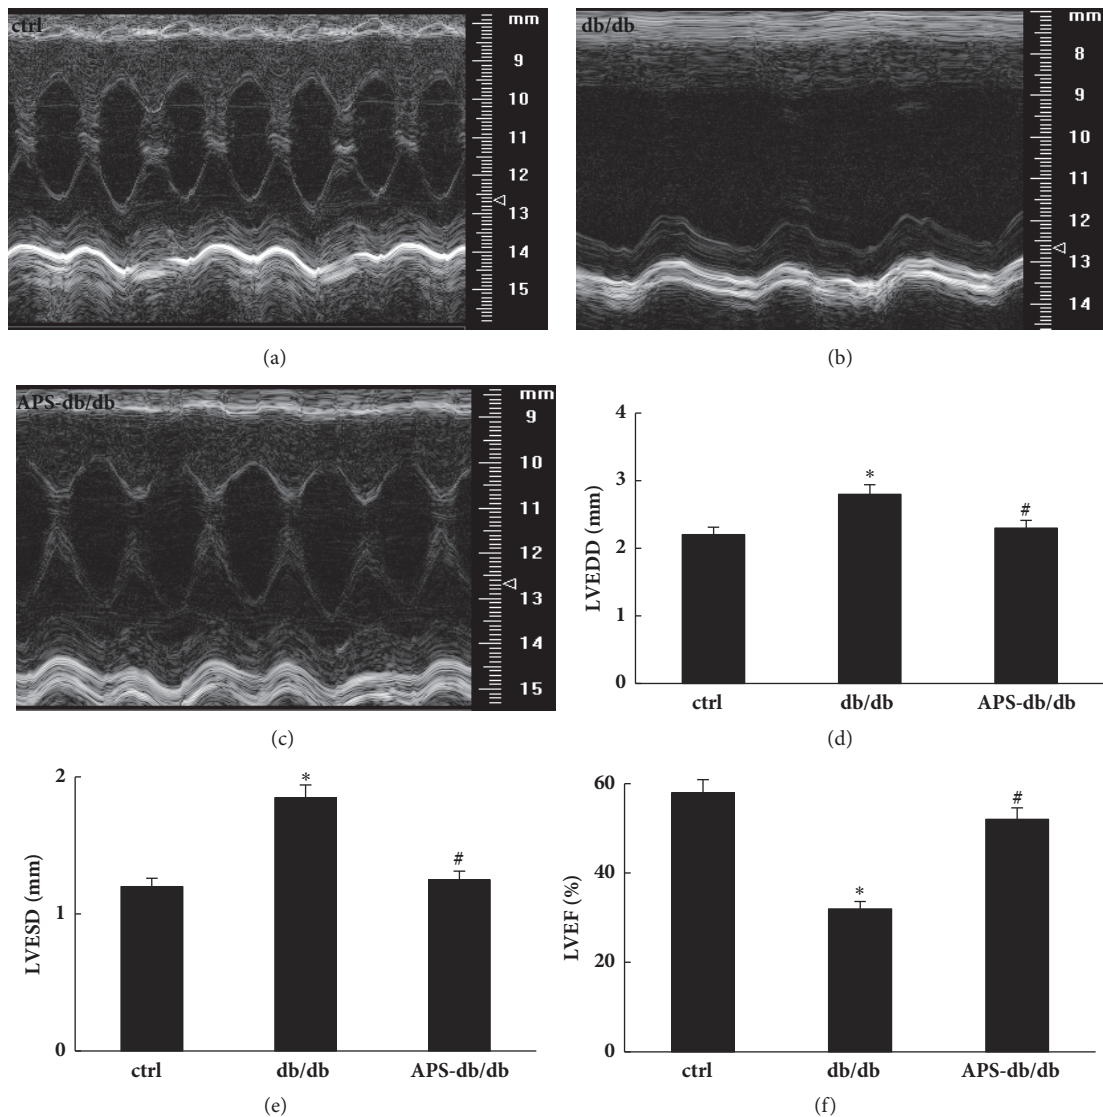 ctrl
mm
9
10
11
12
13
14
15
(a)
db/db
mm
8
9
10
11
12
13
14
(b)
APS-db/db
mm
9
10
11
12
13
14
15
(c)
4
3
2
1
0
LVEDD (mm)
*
#
ctrl db/db APS-db/db
(d)
2
1
0
LVESD (mm)
*
#
ctrl db/db APS-db/db
(e)
60
40
20
0
LVEF (%)
*
#
ctrl db/db APS-db/db
(f)